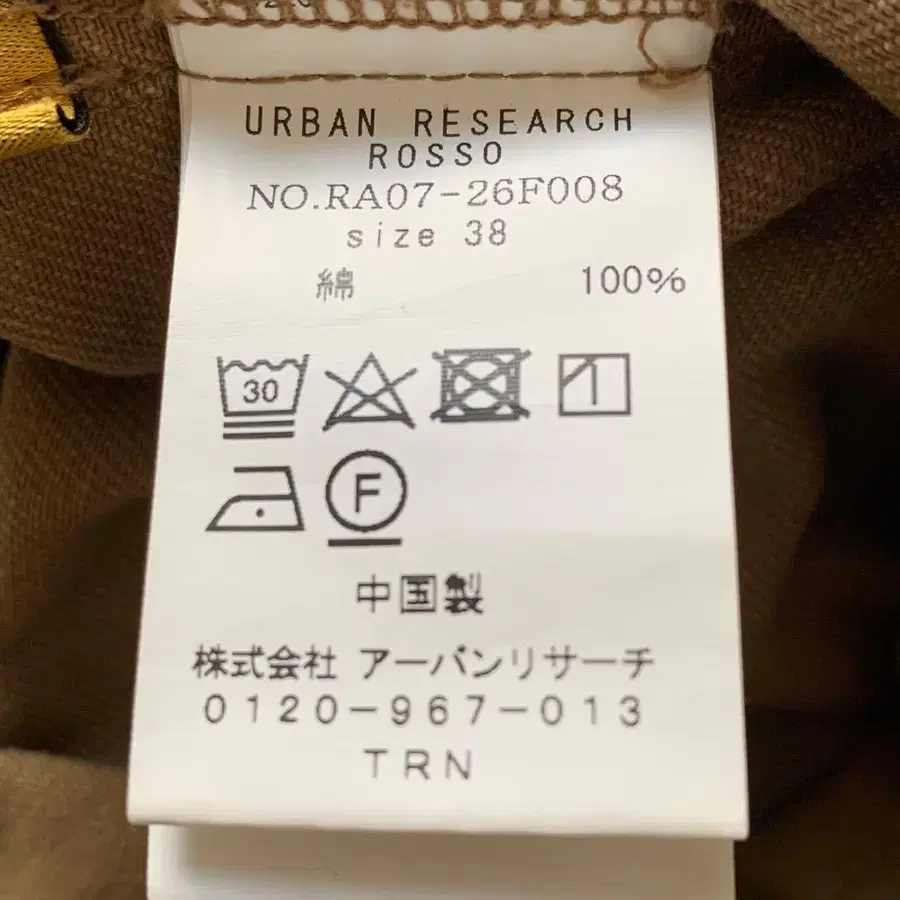 URBAN RESEARCH
ROSSO
NO.RA07-26F008
size 38
綿 100%
30
F
中国製
株式会社 アーバンリサーチ
0120-967-013
TRN